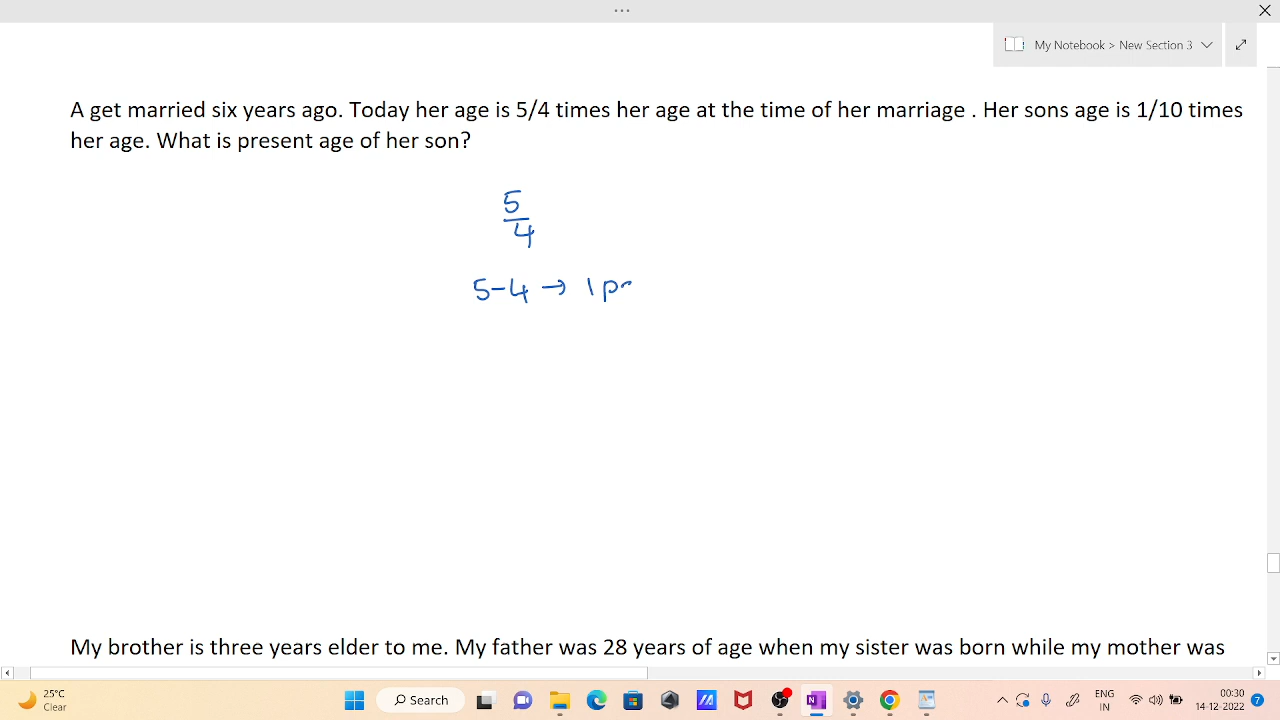 ...
My Notebook > New Section 3
A get married six years ago. Today her age is 5/4 times her age at the time of her marriage . Her sons age is 1/10 times
her age. What is present age of her son?
5
4
5-4 → 1 p
My brother is three years elder to me. My father was 28 years of age when my sister was born while my mother was
25°C
Clear
Search
N
ENG
IN
00:30
14-12-2022
7